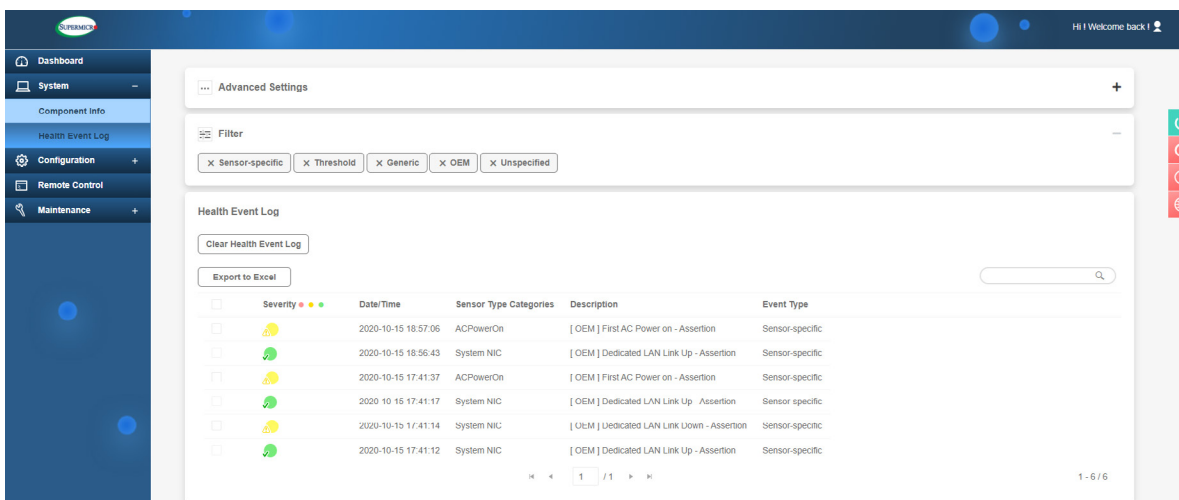 SUPERMICR
Hi ! Welcome back !
Dashboard
System −
Component Info
Health Event Log
Configuration +
Remote Control
Maintenance +
Advanced Settings +
Filter −
× Sensor-specific × Threshold × Generic × OEM × Unspecified
Health Event Log
Clear Health Event Log
Export to Excel
Severity Date/Time Sensor Type Categories Description Event Type
2020-10-15 18:57:06 ACPowerOn [ OEM ] First AC Power on - Assertion Sensor-specific
2020-10-15 18:56:43 System NIC [ OEM ] Dedicated LAN Link Up - Assertion Sensor-specific
2020-10-15 17:41:37 ACPowerOn [ OEM ] First AC Power on - Assertion Sensor-specific
2020-10-15 17:41:17 System NIC [ OEM ] Dedicated LAN Link Up - Assertion Sensor-specific
2020-10-15 17:41:14 System NIC [ OEM ] Dedicated LAN Link Down - Assertion Sensor-specific
2020-10-15 17:41:12 System NIC [ OEM ] Dedicated LAN Link Up - Assertion Sensor-specific
1 / 1
1 - 6 / 6